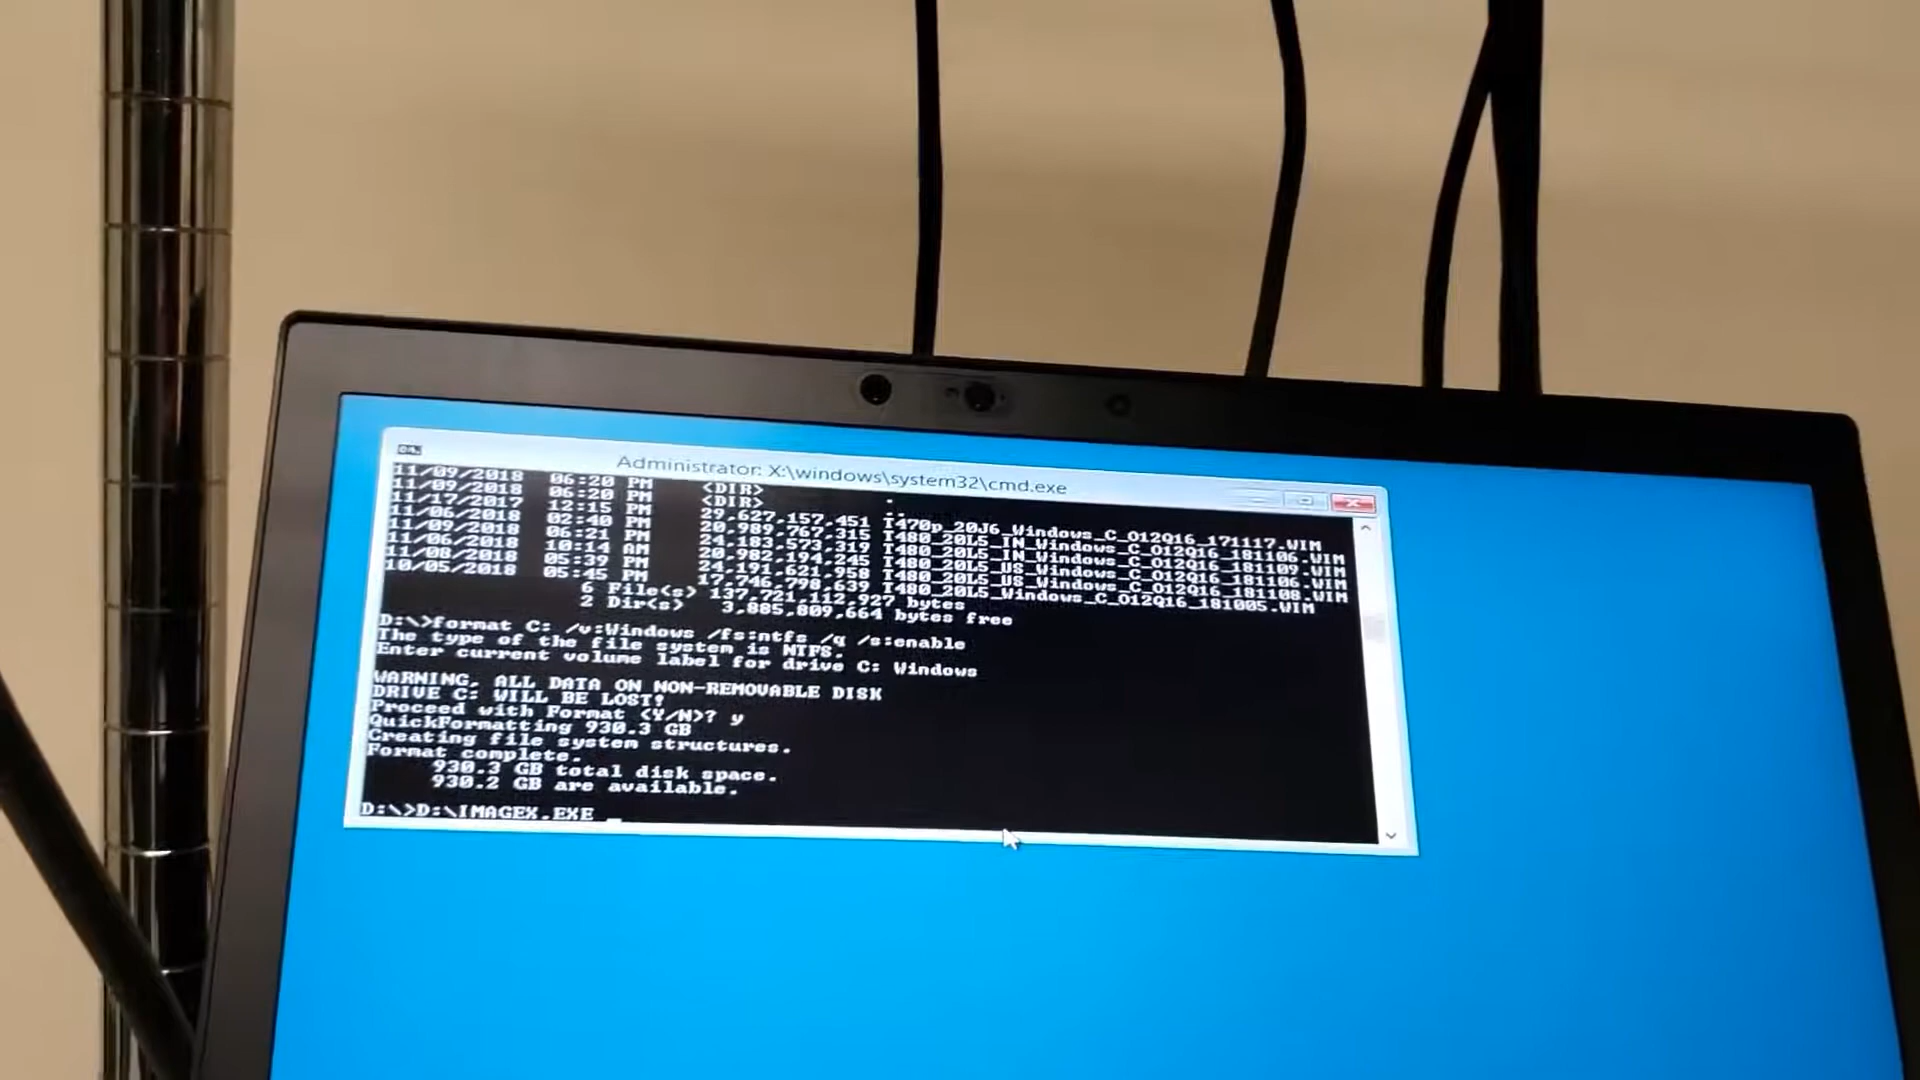 Administrator: X:\windows\system32\cmd.exe
11/09/2018 06:20 PM <DIR> .
11/09/2018 06:20 PM <DIR>
11/17/2017 12:15 PM 29,627,157,451 T470p_20J6_Windows_C_O12Q16_171117.WIM
11/06/2018 02:40 PM 20,989,767,315 T480_20L5_IN_Windows_C_O12Q16_181106.WIM
11/09/2018 06:21 PM 24,183,573,319 T480_20L5_IN_Windows_C_O12Q16_181109.WIM
11/06/2018 10:14 AM 20,982,194,245 T480_20L5_US_Windows_C_O12Q16_181106.WIM
11/08/2018 05:39 PM 24,191,621,958 T480_20L5_US_Windows_C_O12Q16_181108.WIM
10/05/2018 05:45 PM 17,746,798,639 T480_20L5_Windows_C_O12Q16_181005.WIM
6 File(s) 137,721,112,927 bytes
2 Dir(s) 3,885,809,664 bytes free
D:\>format C: /v:Windows /fs:ntfs /q /s:enable
The type of the file system is NTFS.
Enter current volume label for drive C: Windows
WARNING, ALL DATA ON NON-REMOVABLE DISK
DRIVE C: WILL BE LOST!
Proceed with Format (Y/N)? y
QuickFormatting 930.3 GB
Creating file system structures.
Format complete.
930.3 GB total disk space.
930.2 GB are available.
D:\>D:\IMAGEX.EXE _